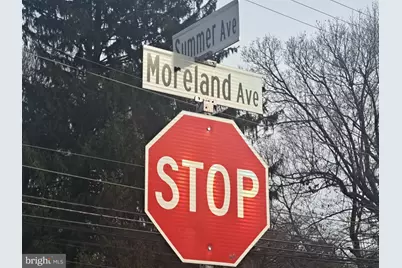 Summer Ave
Moreland Ave
STOP
bright MLS